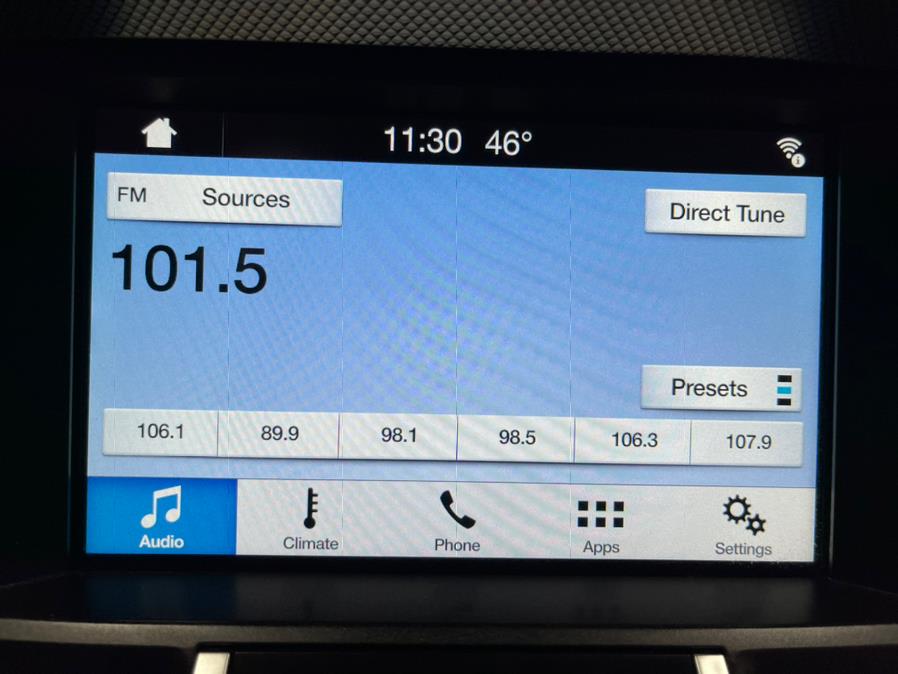 11:30 46°
FM Sources
Direct Tune
101.5
Presets
106.1 89.9 98.1 98.5 106.3 107.9
Audio Climate Phone Apps Settings